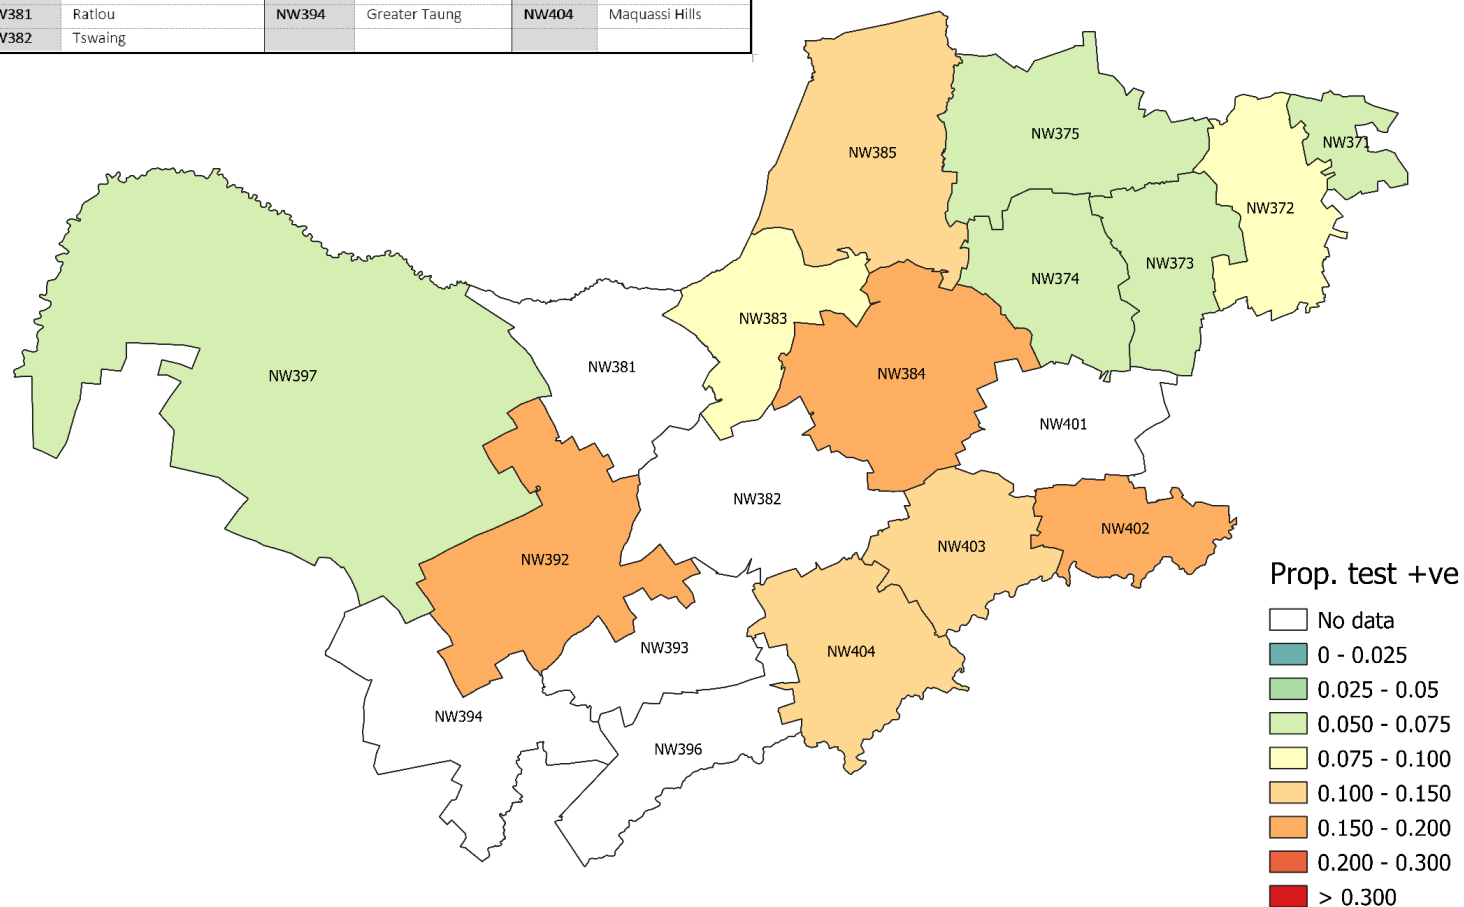 W381 Ratlou NW394 Greater Taung NW404 Maquassi Hills
W382 Tswaing
NW385
NW375
NW371
NW372
NW373
NW374
NW383
NW397
NW381
NW384
NW401
NW382
NW402
NW403
NW392
NW393
NW404
NW394
NW396
Prop. test +ve
No data
0 - 0.025
0.025 - 0.05
0.050 - 0.075
0.075 - 0.100
0.100 - 0.150
0.150 - 0.200
0.200 - 0.300
> 0.300